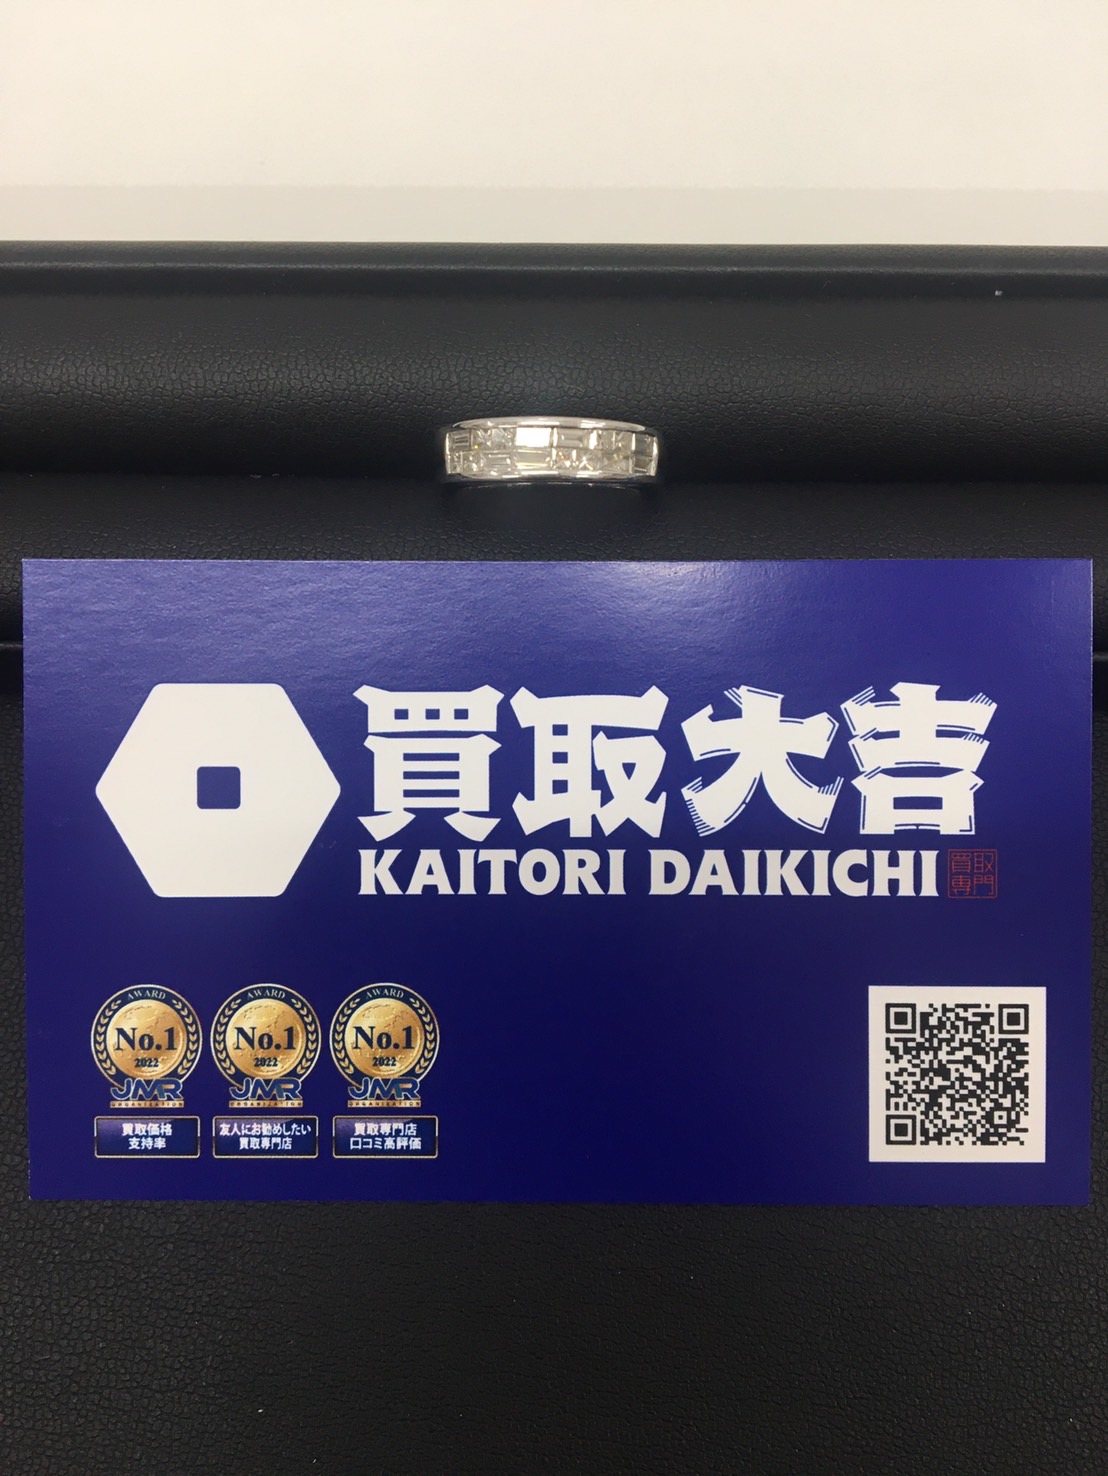 買取大吉
KAITORI DAIKICHI
買取
専門
AWARD
No.1
2022
JMR
ORGANIZATION
買取価格
支持率
AWARD
No.1
2022
JMR
ORGANIZATION
友人にお勧めしたい
買取専門店
AWARD
No.1
2022
JMR
ORGANIZATION
買取専門店
口コミ高評価